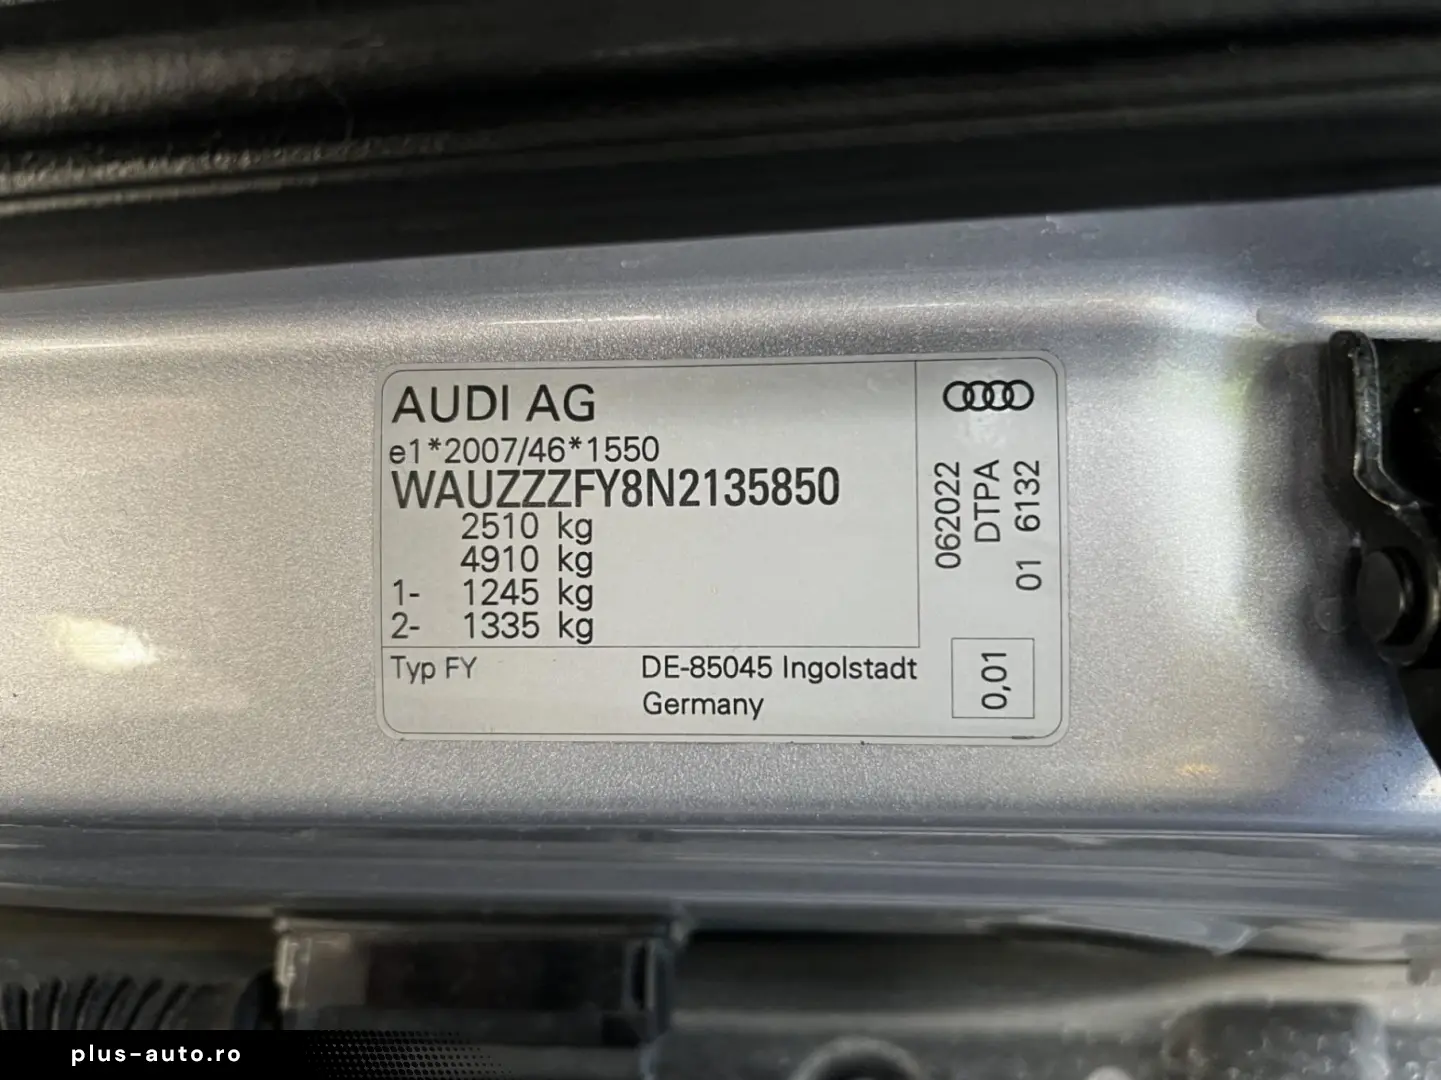 AUDI AG
e1*2007/46*1550
WAUZZZFY8N2135850
2510 kg
4910 kg
1- 1245 kg
2- 1335 kg
Typ FY
DE-85045 Ingolstadt
Germany
062022
DTPA
01 6132
0,01
plus-auto.ro